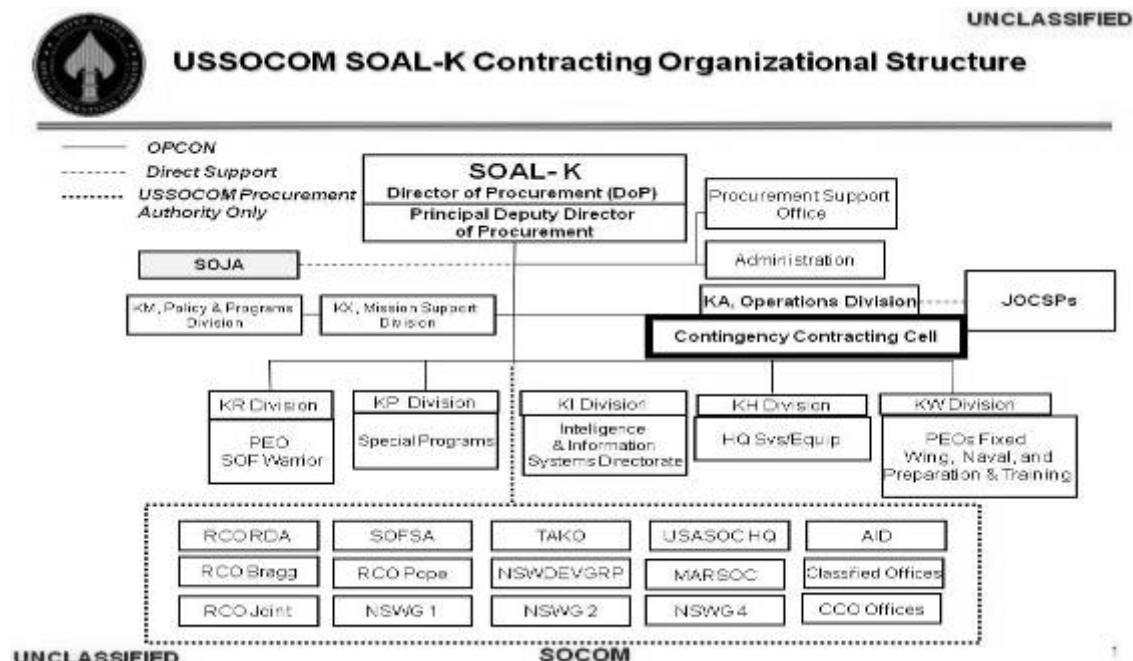 UNCLASSIFIED
USSOCOM SOAL-K Contracting Organizational Structure
OPCON
Direct Support
USSOCOM Procurement
Authority Only
SOAL- K
Director of Procurement (DoP)
Principal Deputy Director
of Procurement
Procurement Support
Office
SOJA
Administration
KM, Policy & Programs
Division
KX, Mission Support
Division
KA, Operations Division
JOCSPs
Contingency Contracting Cell
KR Division
PEO
SOF Warrior
KP Division
Special Programs
KI Division
Intelligence
& Information
Systems Directorate
KH Division
HQ Svs/Equip
KW Division
PEOs Fixed
Wing, Naval, and
Preparation & Training
RCO RDA
SOFSA
TAKO
USASOC HQ
AID
RCO Bragg
RCO Pope
NSWDEVGRP
MARSOC
Classified Offices
RCO Joint
NSWG 1
NSWG 2
NSWG 4
CCO Offices
UNCLASSIFIED
SOCOM
1